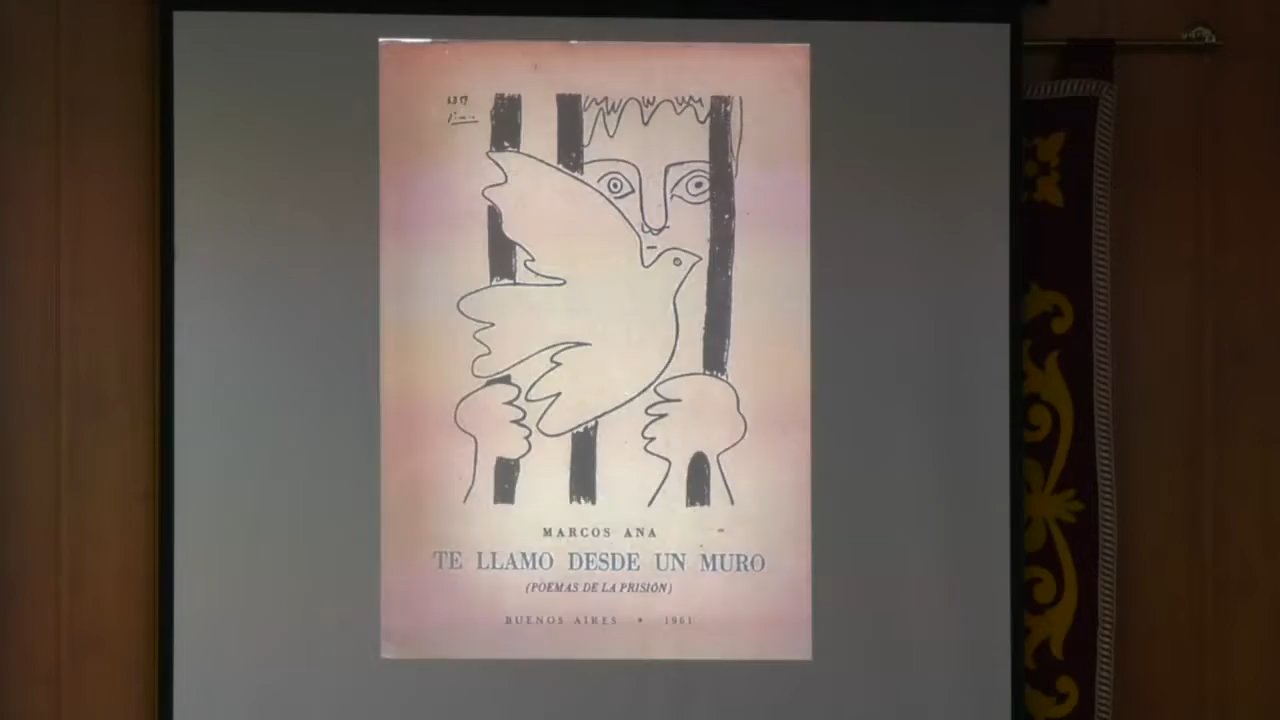 MARCOS ANA
TE LLAMO DESDE UN MURO
(POEMAS DE LA PRISIÓN)
BUENOS AIRES * 1961